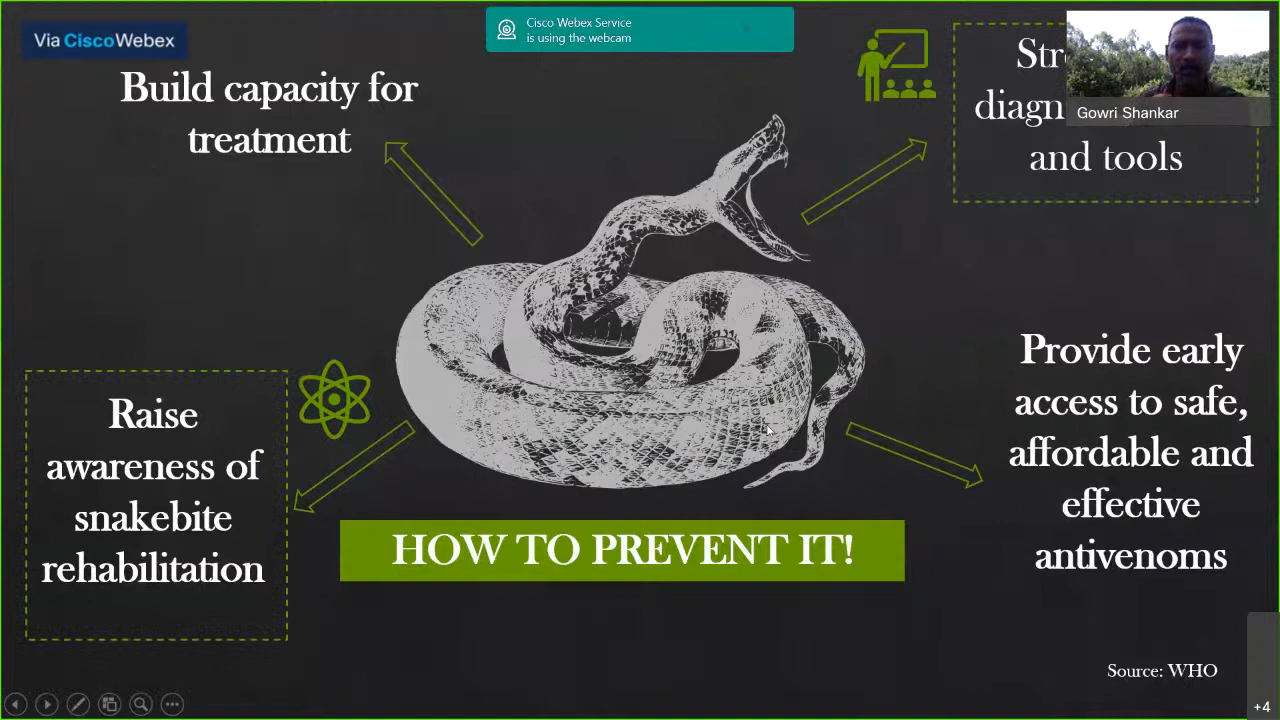 Via CiscoWebex
Cisco Webex Service
is using the webcam
Build capacity for
treatment
and tools
Gowri Shankar
Raise
awareness of
snakebite
rehabilitation
Provide early
access to safe,
affordable and
effective
antivenoms
HOW TO PREVENT IT!
Source: WHO
+4